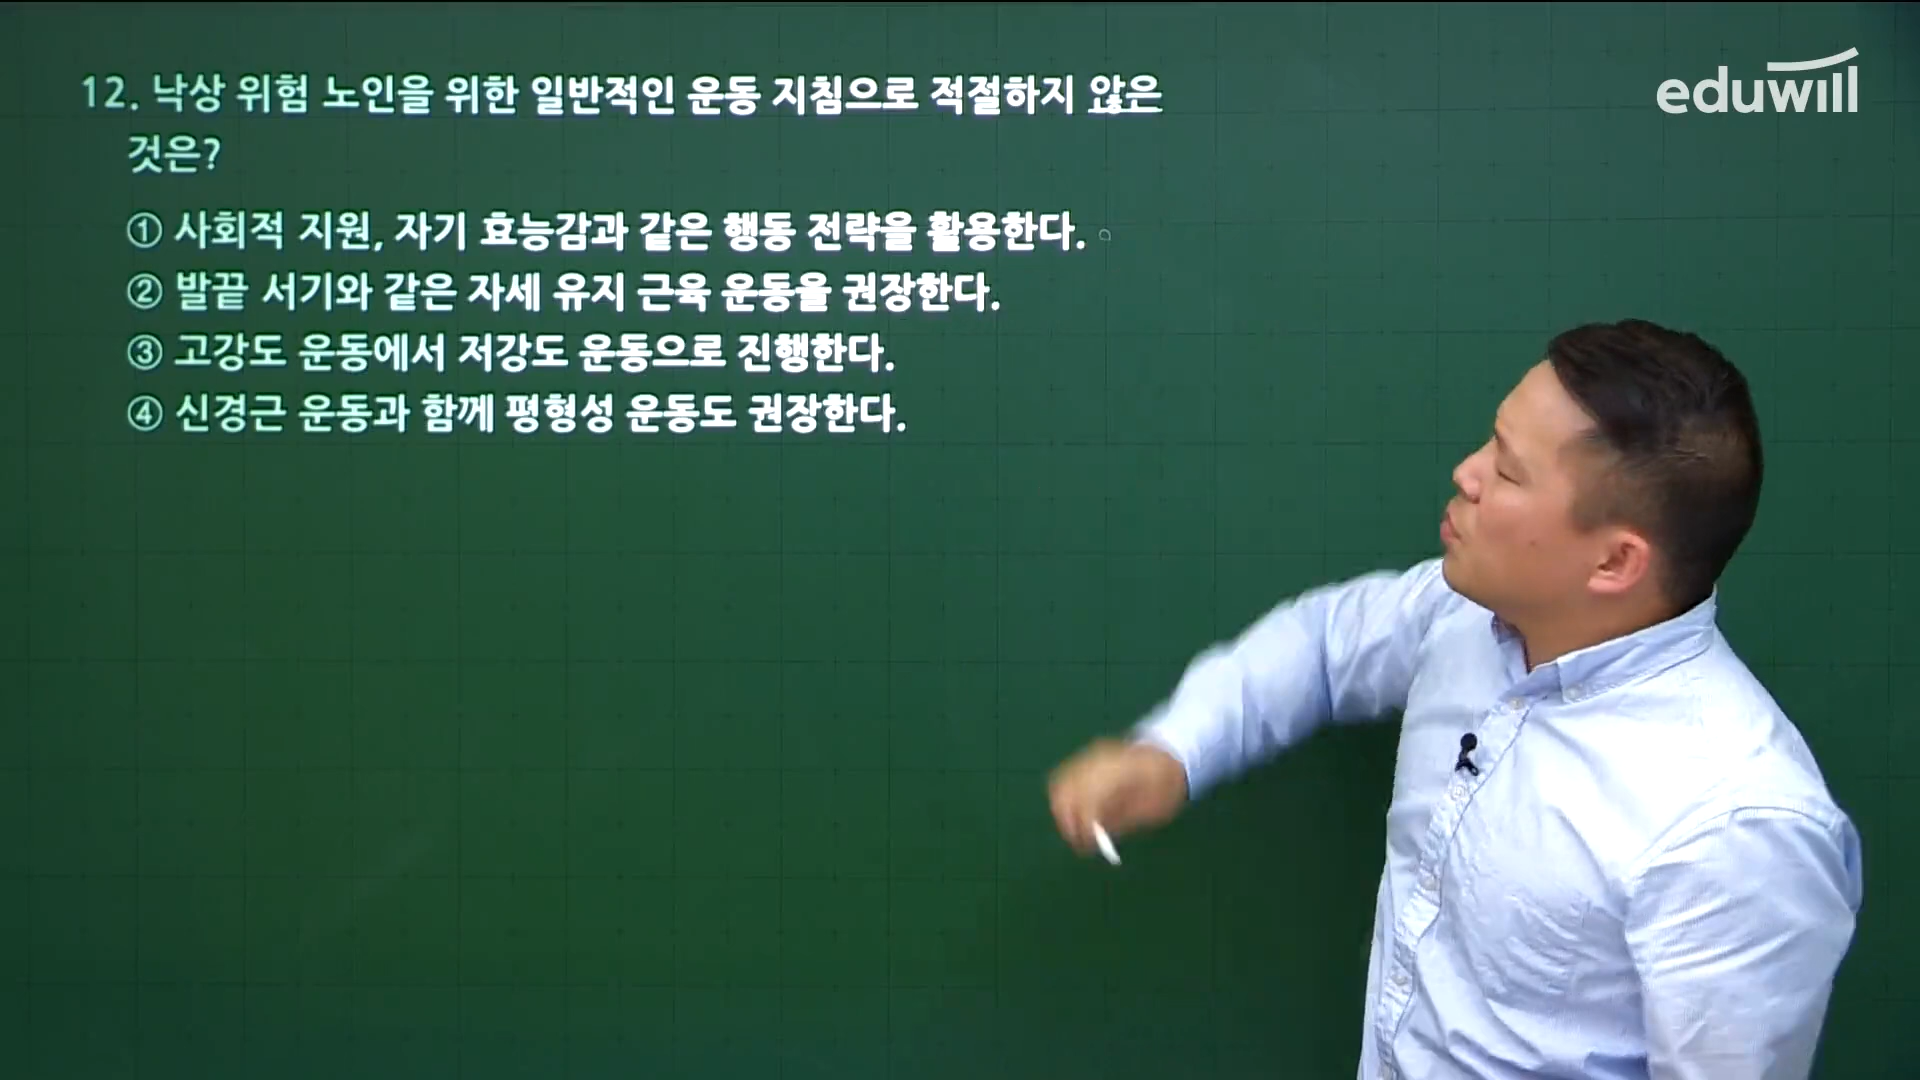 eduwill
12. 낙상 위험 노인을 위한 일반적인 운동 지침으로 적절하지 않은
것은?
① 사회적 지원, 자기 효능감과 같은 행동 전략을 활용한다.
② 발끝 서기와 같은 자세 유지 근육 운동을 권장한다.
③ 고강도 운동에서 저강도 운동으로 진행한다.
④ 신경근 운동과 함께 평형성 운동도 권장한다.